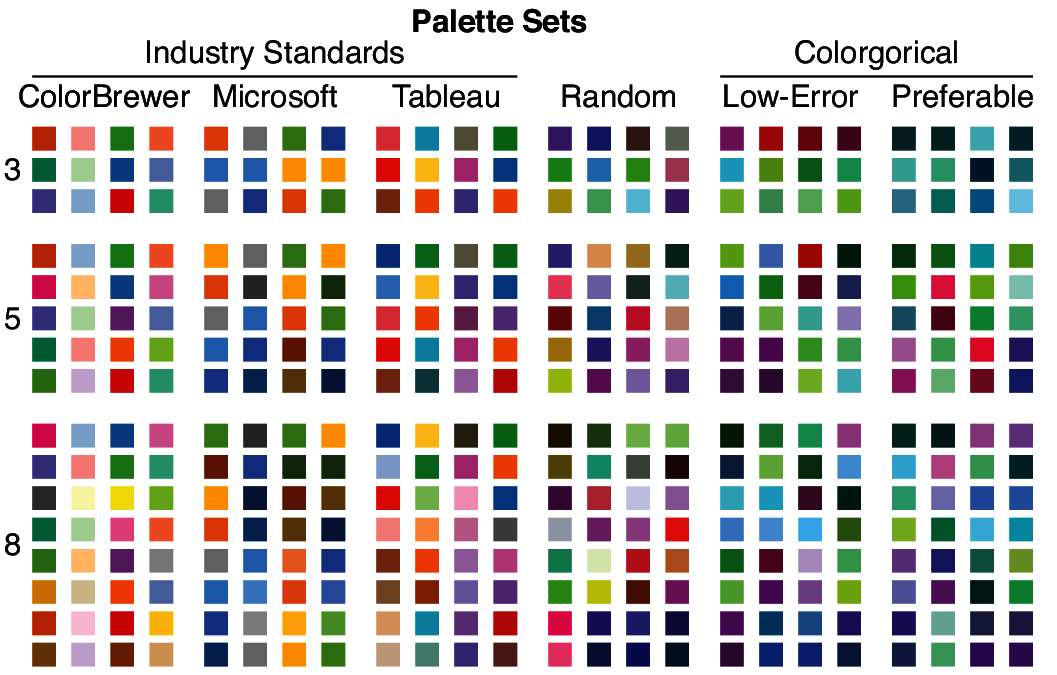 Palette Sets
Industry Standards
Colorgorical
ColorBrewer Microsoft Tableau Random Low-Error Preferable
3
5
8